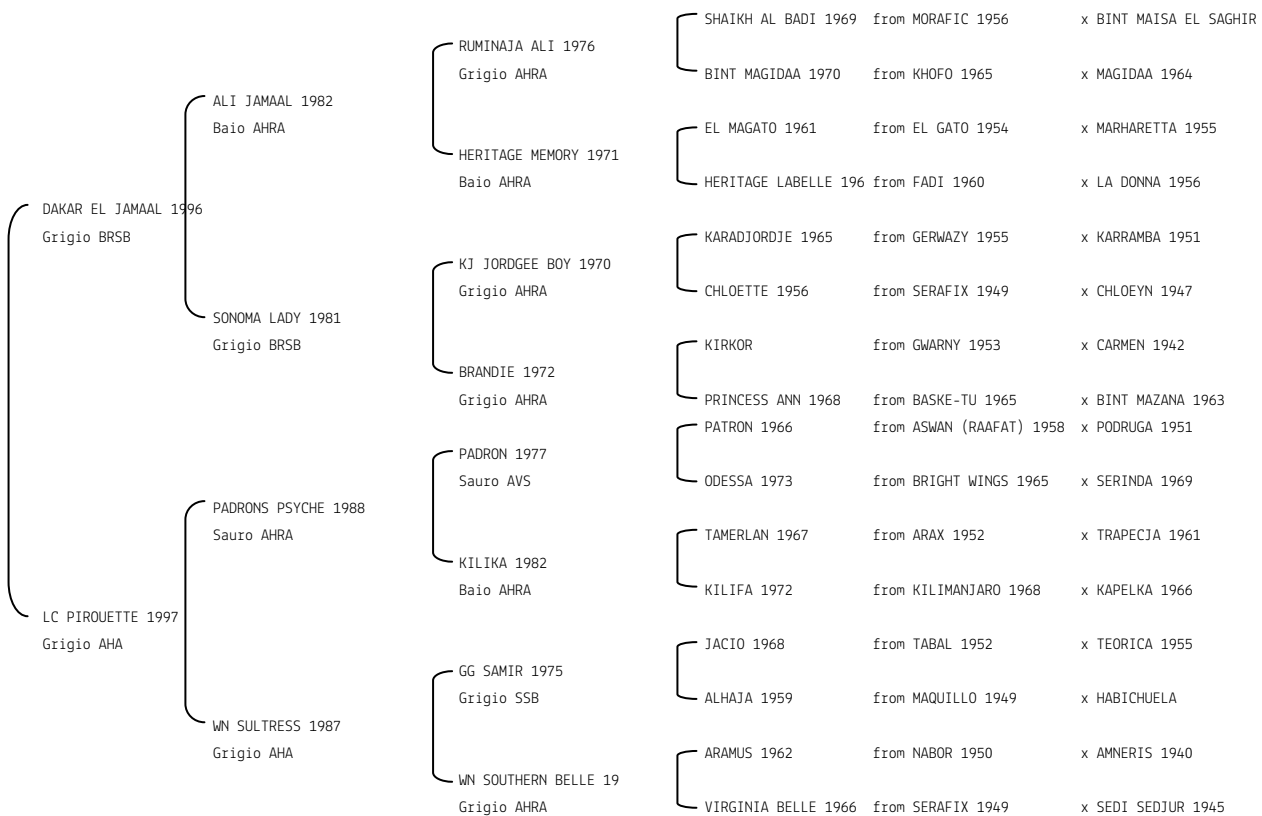 SHAIKH AL BADI 1969 from MORAFIC 1956 x BINT MAISA EL SAGHIR
RUMINAJA ALI 1976
Grigio AHRA
BINT MAGIDAA 1970 from KHOFO 1965 x MAGIDAA 1964
ALI JAMAAL 1982
Baio AHRA
EL MAGATO 1961 from EL GATO 1954 x MARHARETTA 1955
HERITAGE MEMORY 1971
Baio AHRA
HERITAGE LABELLE 196 from FADI 1960 x LA DONNA 1956
DAKAR EL JAMAAL 1996
Grigio BRSB
KARADJORDJE 1965 from GERWAZY 1955 x KARRAMBA 1951
KJ JORDGEE BOY 1970
Grigio AHRA
CHLOETTE 1956 from SERAFIX 1949 x CHLOEYN 1947
SONOMA LADY 1981
Grigio BRSB
KIRKOR from GWARNY 1953 x CARMEN 1942
BRANDIE 1972
Grigio AHRA
PRINCESS ANN 1968 from BASKE-TU 1965 x BINT MAZANA 1963
PATRON 1966 from ASWAN (RAAFAT) 1958 x PODRUGA 1951
PADRON 1977
Sauro AVS
ODESSA 1973 from BRIGHT WINGS 1965 x SERINDA 1969
PADRONS PSYCHE 1988
Sauro AHRA
TAMERLAN 1967 from ARAX 1952 x TRAPECJA 1961
KILIKA 1982
Baio AHRA
KILIFA 1972 from KILIMANJARO 1968 x KAPELKA 1966
LC PIROUETTE 1997
Grigio AHA
JACIO 1968 from TABAL 1952 x TEORICA 1955
GG SAMIR 1975
Grigio SSB
ALHAJA 1959 from MAQUILLO 1949 x HABICHUELA
WN SULTRESS 1987
Grigio AHA
ARAMUS 1962 from NABOR 1950 x AMNERIS 1940
WN SOUTHERN BELLE 19
Grigio AHRA
VIRGINIA BELLE 1966 from SERAFIX 1949 x SEDI SEDJUR 1945